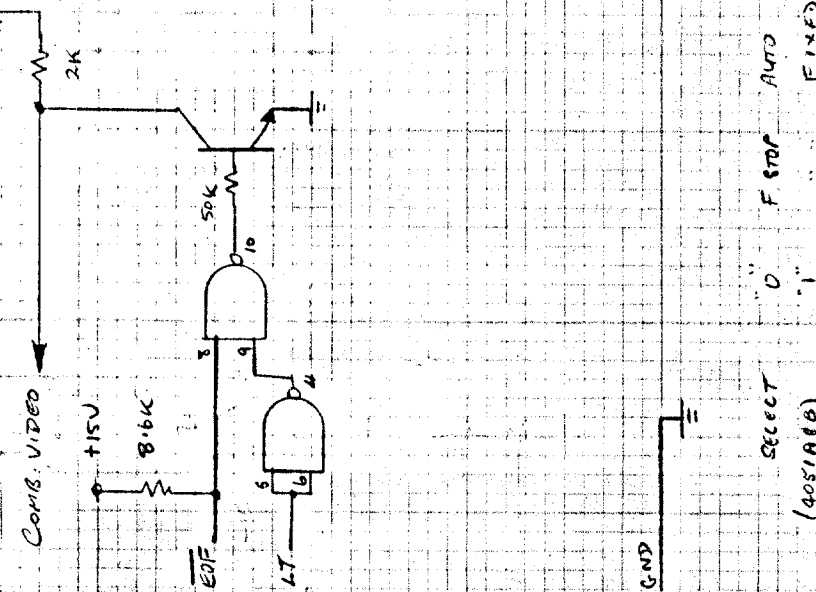 2K
COMB. VIDEO
+15V
8.6K
50K
10
8
9
4
5
6
E̅O̅F̅
LT
GND
SELECT "0" F STOP AUTO
(4051A&B) "1" " " FIXED